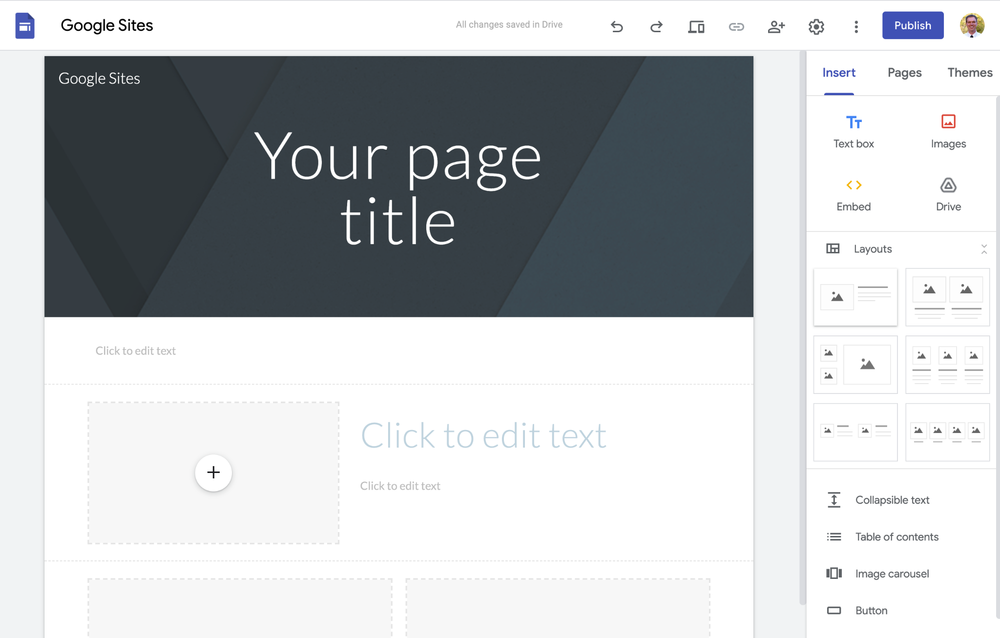 Google Sites
All changes saved in Drive
Publish
Google Sites
Your page
title
Click to edit text
Click to edit text
Click to edit text
Insert
Pages
Themes
Tt
Text box
Images
Embed
Drive
Layouts
Collapsible text
Table of contents
Image carousel
Button